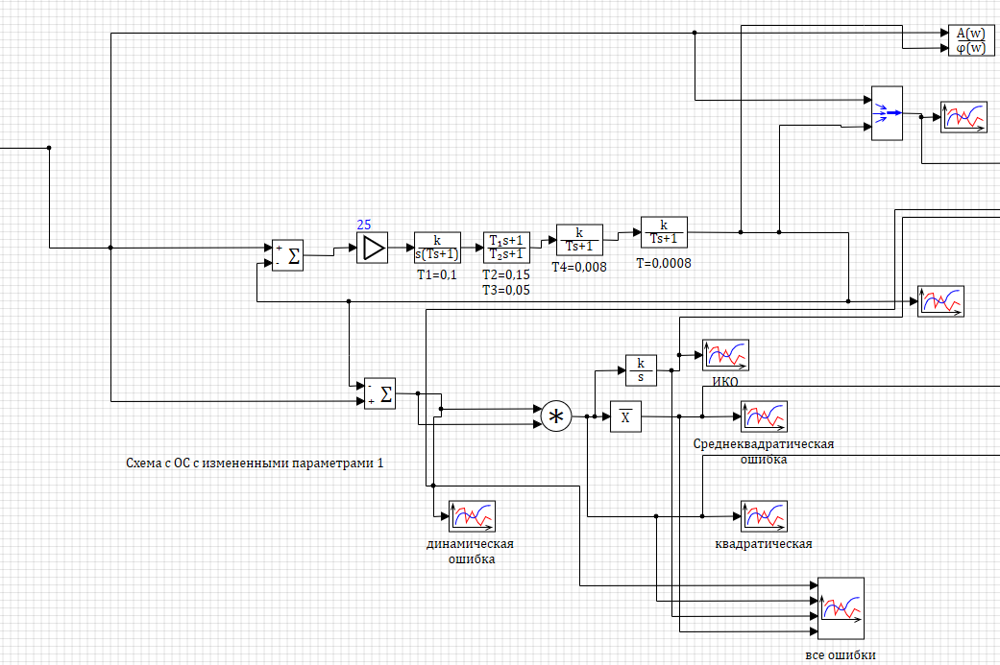 A(w)
φ(w)
25
+
-
Σ
k
s(Ts+1)
T₁s+1
T₂s+1
k
Ts+1
k
Ts+1
T1=0,1
T2=0,15
T3=0,05
T4=0,008
T=0,0008
-
+
Σ
k
s
ИКО
*
X
Среднеквадратическая
ошибка
Схема с ОС с измененными параметрами 1
динамическая
ошибка
квадратическая
все ошибки